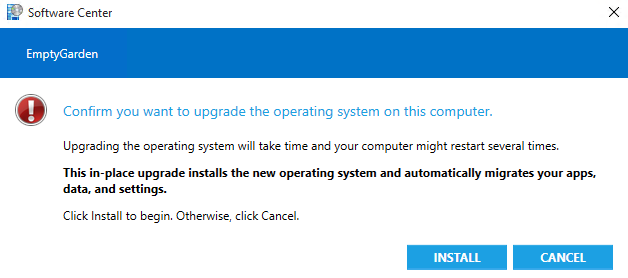 Software Center
EmptyGarden
Confirm you want to upgrade the operating system on this computer.
Upgrading the operating system will take time and your computer might restart several times.
This in-place upgrade installs the new operating system and automatically migrates your apps,
data, and settings.
Click Install to begin. Otherwise, click Cancel.
INSTALL CANCEL